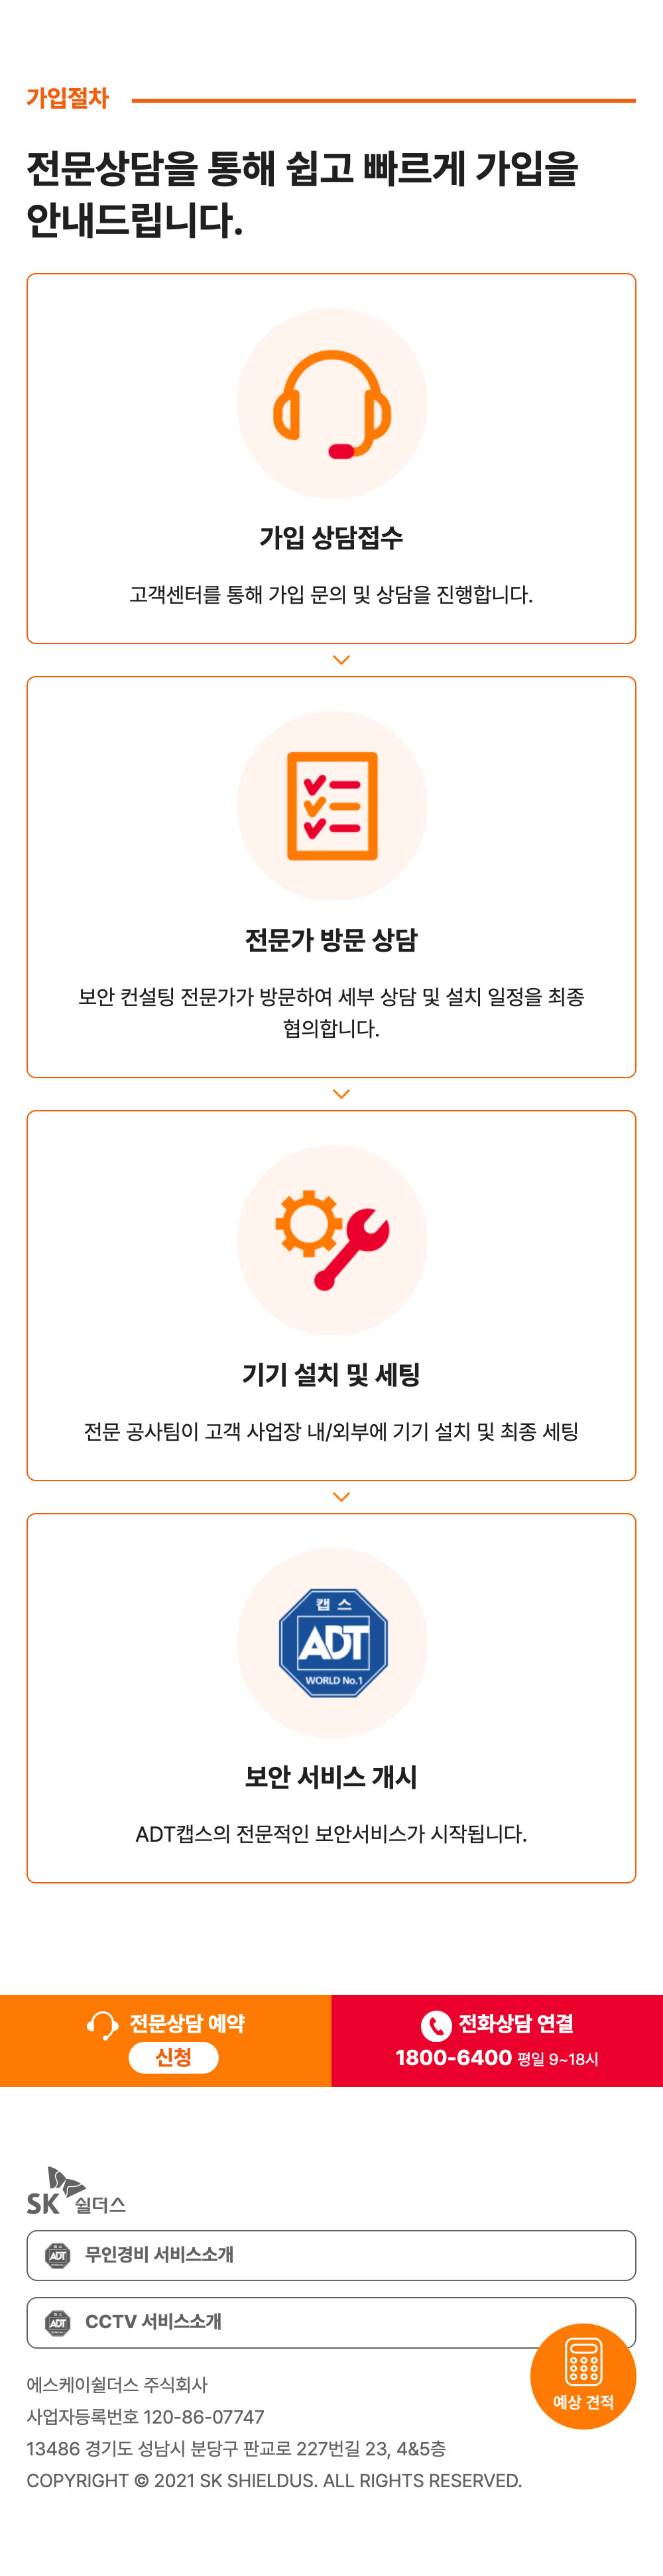 가입절차
전문상담을 통해 쉽고 빠르게 가입을
안내드립니다.
가입 상담접수
고객센터를 통해 가입 문의 및 상담을 진행합니다.
전문가 방문 상담
보안 컨설팅 전문가가 방문하여 세부 상담 및 설치 일정을 최종
협의합니다.
기기 설치 및 세팅
전문 공사팀이 고객 사업장 내/외부에 기기 설치 및 최종 세팅
캡스
ADT
WORLD No.1
보안 서비스 개시
ADT캡스의 전문적인 보안서비스가 시작됩니다.
전문상담 예약
신청
전화상담 연결
1800-6400 평일 9~18시
SK 쉴더스
ADT 무인경비 서비스소개
ADT CCTV 서비스소개
예상 견적
에스케이쉴더스 주식회사
사업자등록번호 120-86-07747
13486 경기도 성남시 분당구 판교로 227번길 23, 4&5층
COPYRIGHT © 2021 SK SHIELDUS. ALL RIGHTS RESERVED.